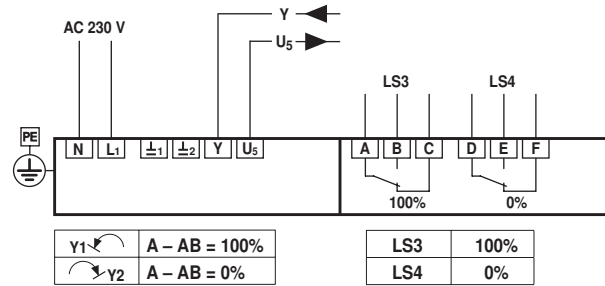 Y
AC 230 V
U5
LS3 LS4
PE
N L1 ⊥1 ⊥2 Y U5 A B C D E F
100% 0%
Y1 A – AB = 100%
Y2 A – AB = 0%
LS3 100%
LS4 0%